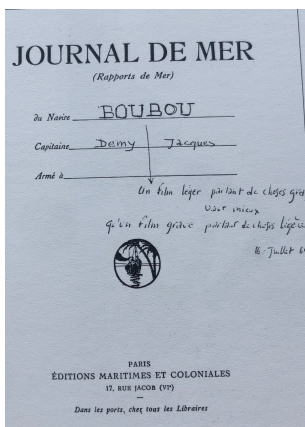 JOURNAL DE MER
(Rapports de Mer)
du Navire BOUBOU
Capitaine Demy Jacques
Armé à
Un film léger parlant de choses
vaut mieux
Qu'un film grave parlant de choses
16 Juillet
PARIS
ÉDITIONS MARITIMES ET COLONIALES
17, RUE JACOB (VIᵉ)
Dans les ports, chez tous les Libraires